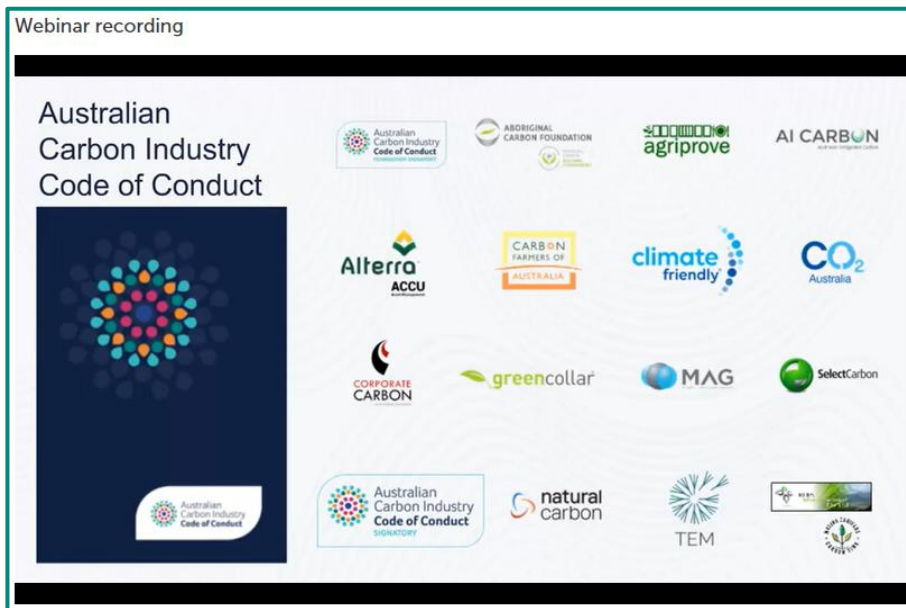 Webinar recording
Australian
Carbon Industry
Code of Conduct
Australian
Carbon Industry
Code of Conduct
FOUNDATION SIGNATORY
ABORIGINAL
CARBON FOUNDATION
agriprove
AI CARBON
Alterra
ACCU
CARBON
FARMERS OF
AUSTRALIA
climate
friendly
CO2
Australia
CORPORATE
CARBON
greencollar
MAG
SelectCarbon
Australian
Carbon Industry
Code of Conduct
Australian
Carbon Industry
Code of Conduct
SIGNATORY
natural
carbon
TEM